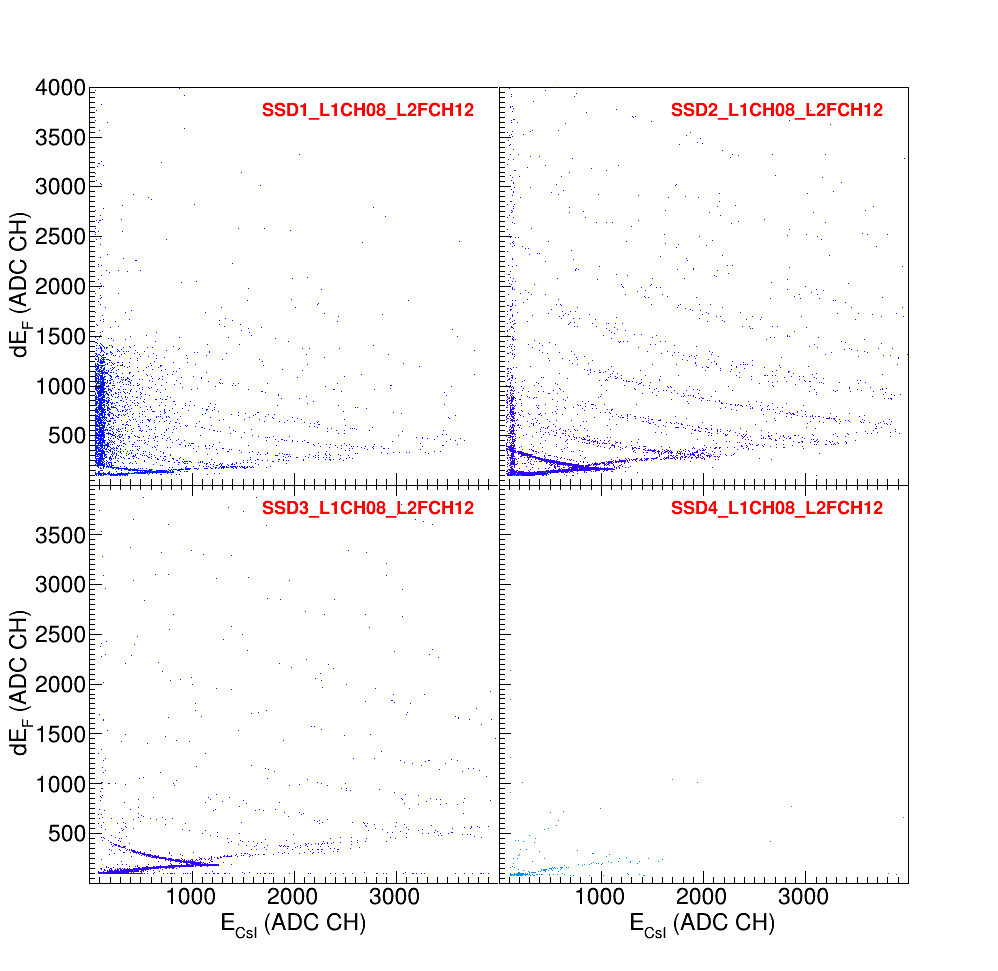 SSD1_L1CH08_L2FCH12
SSD2_L1CH08_L2FCH12
4000
3500
3000
2500
2000
1500
1000
500
dE_F (ADC CH)
SSD3_L1CH08_L2FCH12
SSD4_L1CH08_L2FCH12
3500
3000
2500
2000
1500
1000
500
dE_F (ADC CH)
1000 2000 3000
1000 2000 3000
E_CsI (ADC CH)
E_CsI (ADC CH)